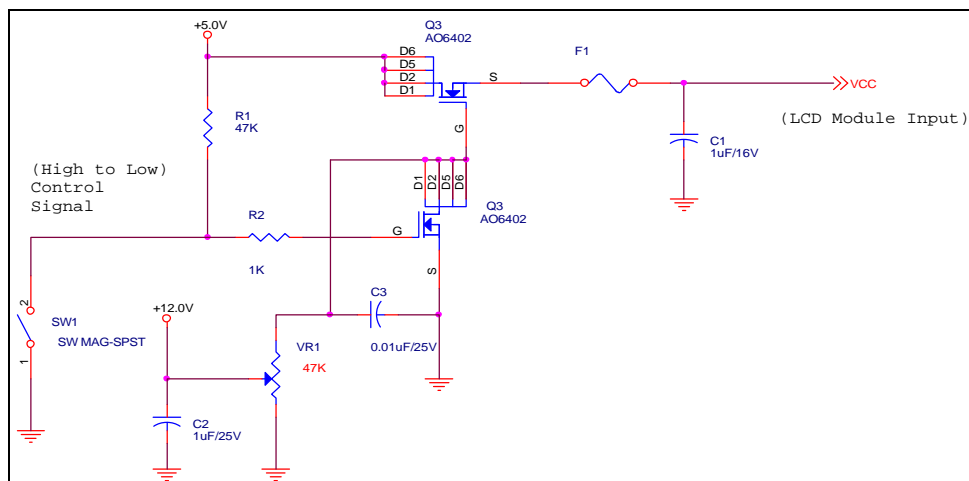 +5.0V
Q3
AO6402
D6
D5
D2
D1
S
G
F1
VCC
(LCD Module Input)
C1
1uF/16V
R1
47K
(High to Low)
Control
Signal
D1
D2
D5
D6
Q3
AO6402
R2
G
1K
S
2
SW1
SW MAG-SPST
1
+12.0V
C3
0.01uF/25V
VR1
47K
C2
1uF/25V